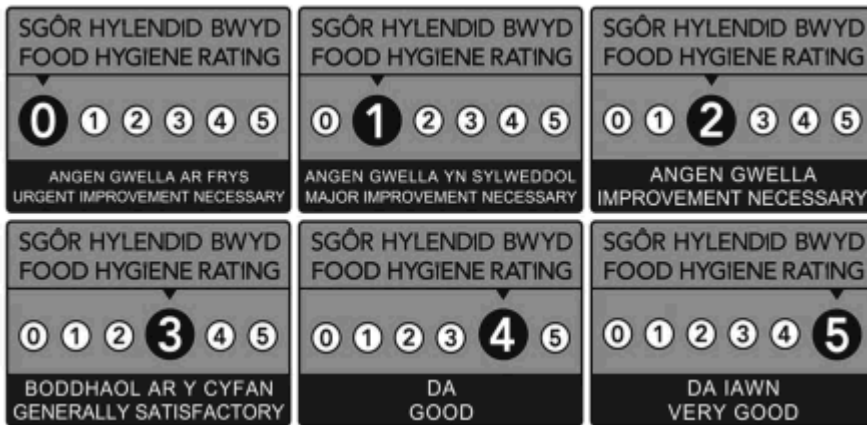 SGÔR HYLENDID BWYD
FOOD HYGIENE RATING
0 1 2 3 4 5
ANGEN GWELLA AR FRYS
URGENT IMPROVEMENT NECESSARY
SGÔR HYLENDID BWYD
FOOD HYGIENE RATING
0 1 2 3 4 5
ANGEN GWELLA YN SYLWEDDOL
MAJOR IMPROVEMENT NECESSARY
SGÔR HYLENDID BWYD
FOOD HYGIENE RATING
0 1 2 3 4 5
ANGEN GWELLA
IMPROVEMENT NECESSARY
SGÔR HYLENDID BWYD
FOOD HYGIENE RATING
0 1 2 3 4 5
BODDHAOL AR Y CYFAN
GENERALLY SATISFACTORY
SGÔR HYLENDID BWYD
FOOD HYGIENE RATING
0 1 2 3 4 5
DA
GOOD
SGÔR HYLENDID BWYD
FOOD HYGIENE RATING
0 1 2 3 4 5
DA IAWN
VERY GOOD